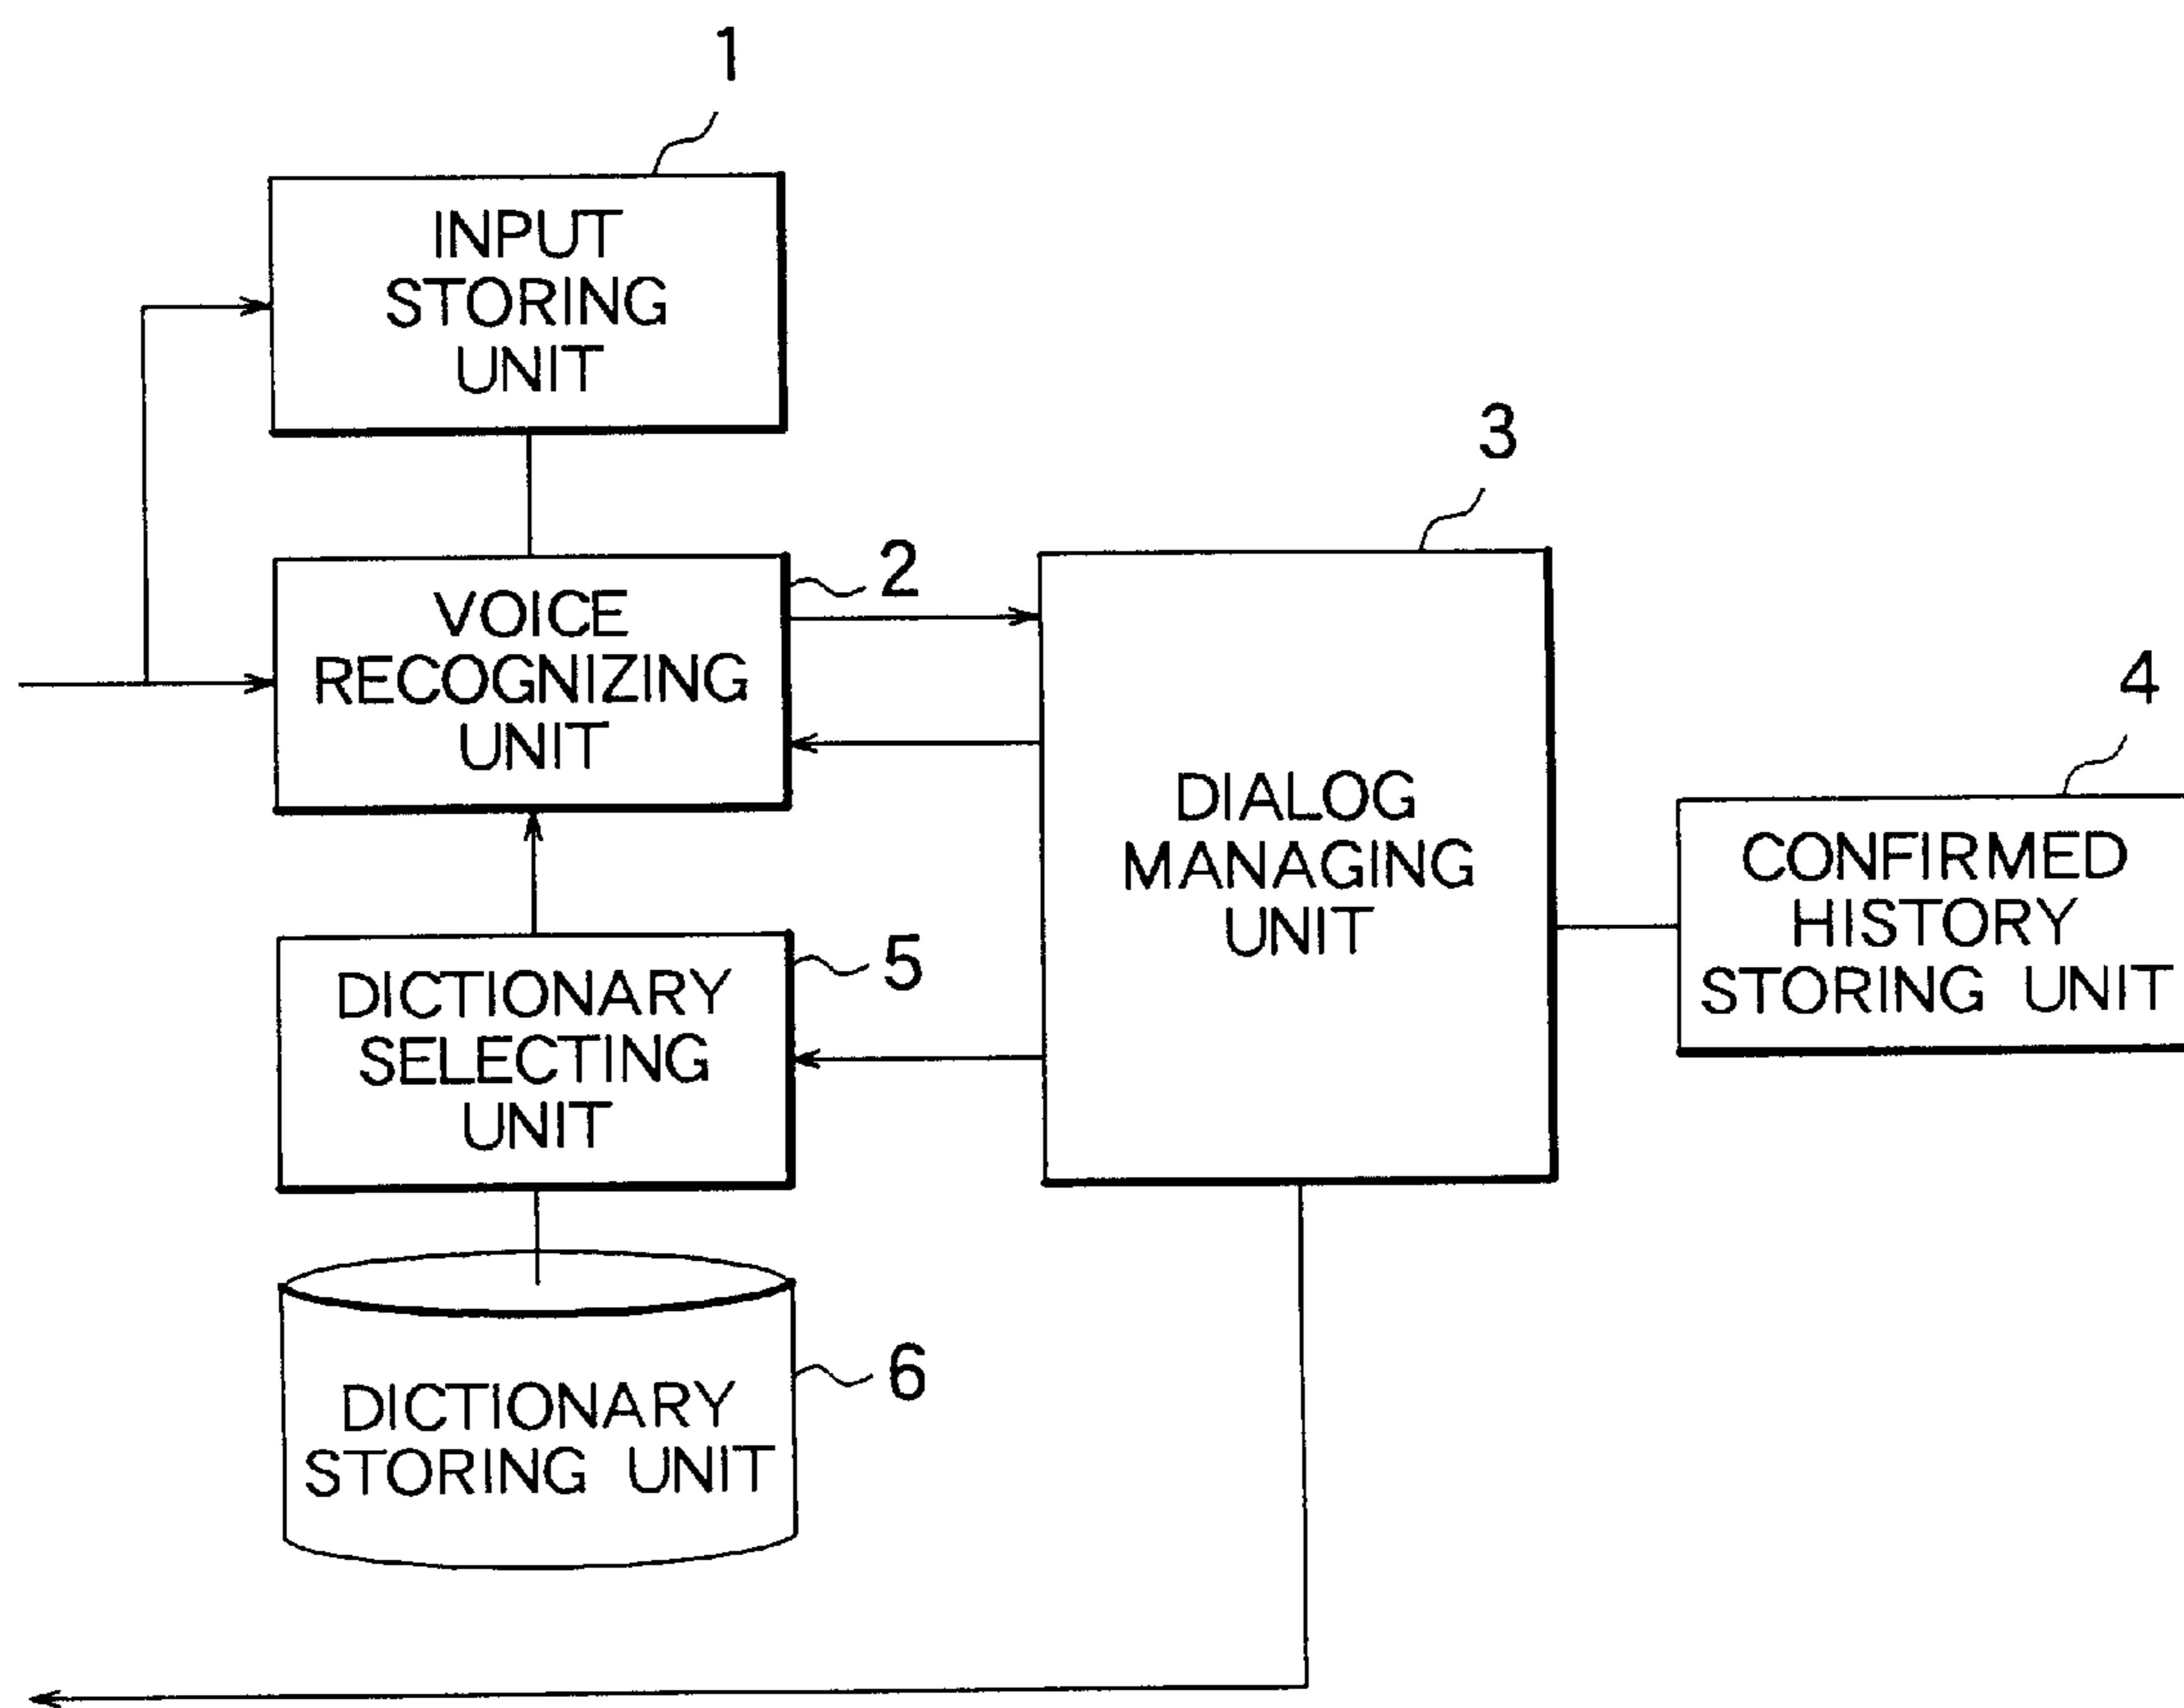 1
INPUT
STORING
UNIT
2
VOICE
RECOGNIZING
UNIT
3
DIALOG
MANAGING
UNIT
4
CONFIRMED
HISTORY
STORING UNIT
5
DICTIONARY
SELECTING
UNIT
6
DICTIONARY
STORING UNIT